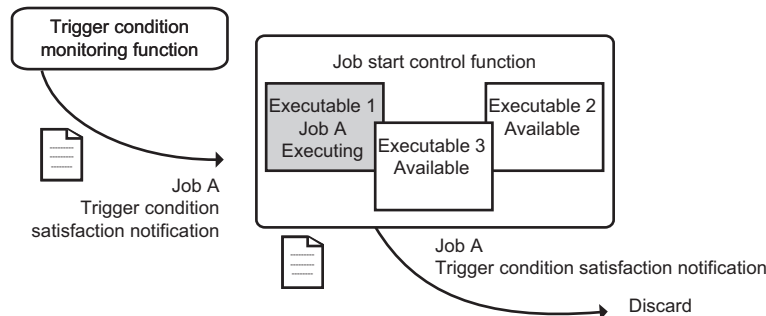 Trigger condition
monitoring function
Job start control function
Executable 1
Job A
Executing
Executable 2
Available
Executable 3
Available
Job A
Trigger condition
satisfaction notification
Job A
Trigger condition satisfaction notification
Discard